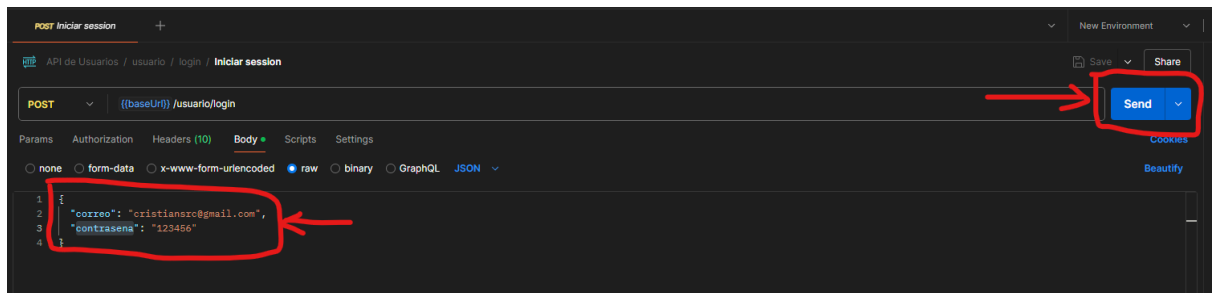 POST Iniciar session +
New Environment
HTTP API de Usuarios / usuario / login / Iniciar session
Save
Share
POST {{baseUrl}} /usuario/login
Send
Params Authorization Headers (10) Body Scripts Settings
Cookies
none form-data x-www-form-urlencoded raw binary GraphQL JSON
Beautify
1 {
2 "correo": "cristiansrc@gmail.com",
3 "contrasena": "123456"
4 }